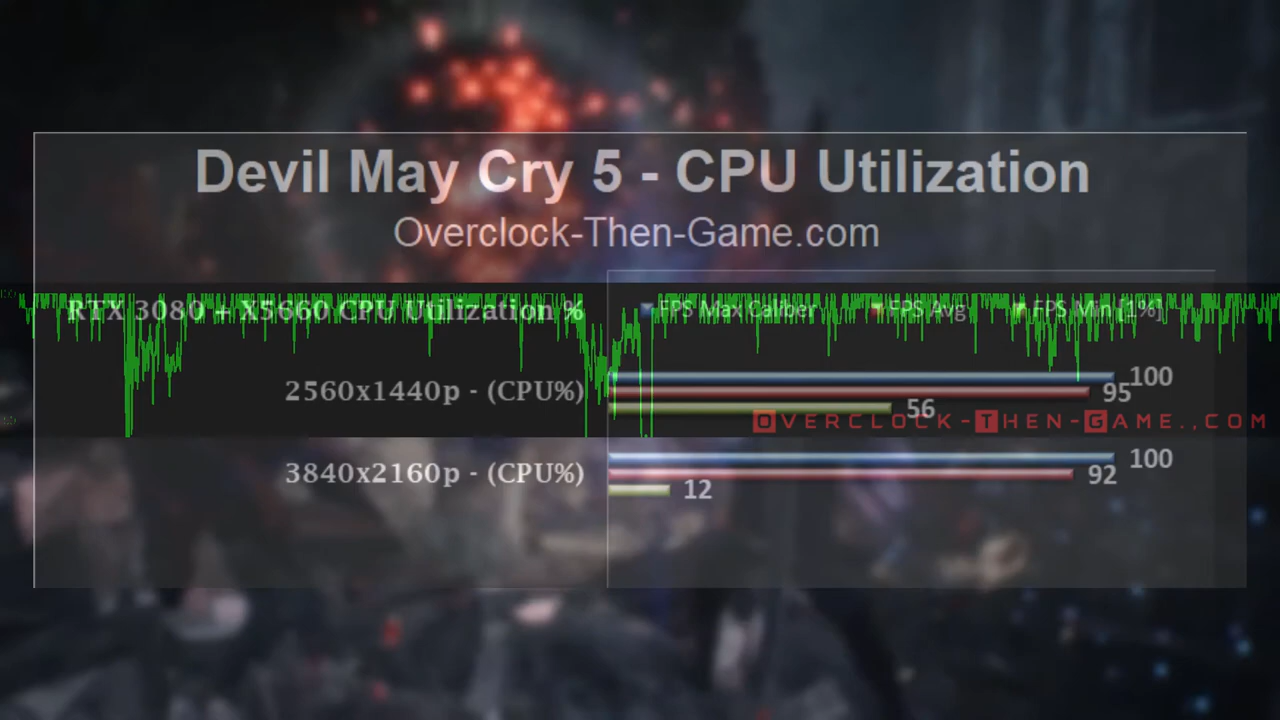 Devil May Cry 5 - CPU Utilization
Overclock-Then-Game.com
RTX 3080 + X5660 CPU Utilization %
FPS Max Caliber FPS Avg FPS Min [1%]
2560x1440p - (CPU%)
100
95
56
OVERCLOCK-THEN-GAME.,COM
3840x2160p - (CPU%)
100
92
12